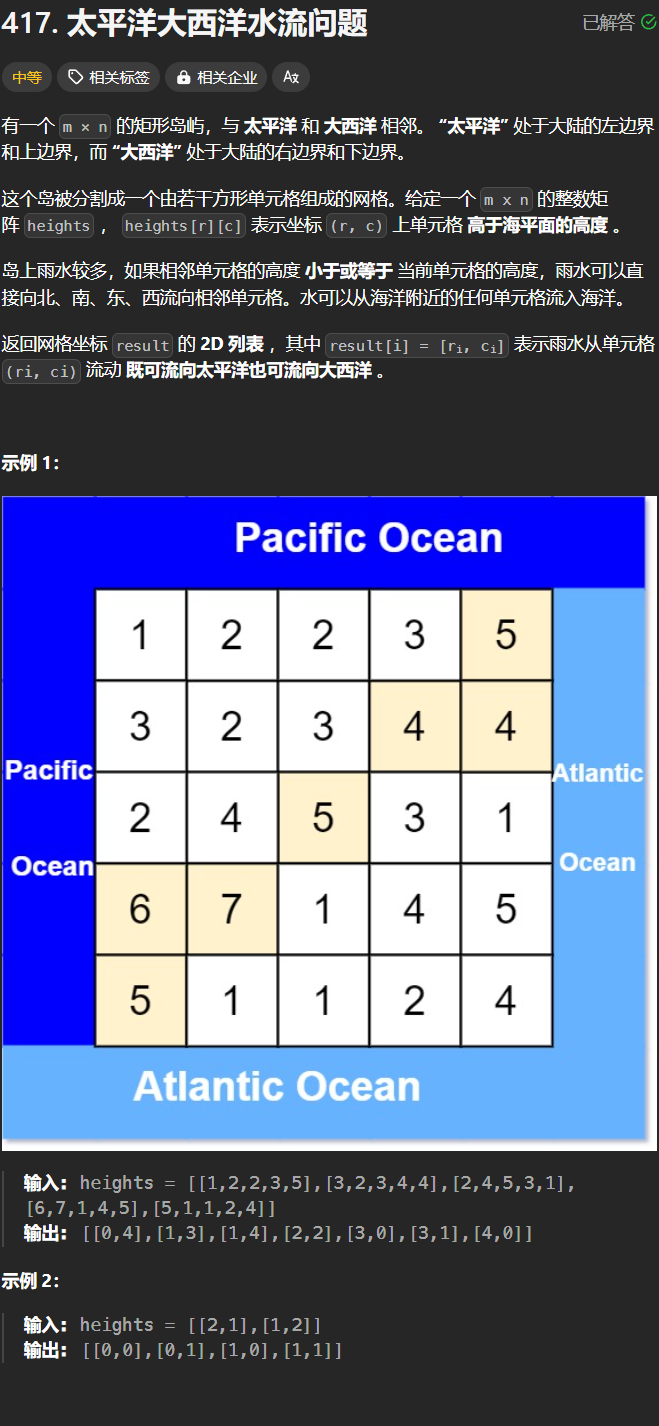 417. 太平洋大西洋水流问题
已解答
中等 相关标签 相关企业 Aあ
有一个 m × n 的矩形岛屿，与 太平洋 和 大西洋 相邻。 “太平洋” 处于大陆的左边界
和上边界，而 “大西洋” 处于大陆的右边界和下边界。
这个岛被分割成一个由若干方形单元格组成的网格。给定一个 m x n 的整数矩
阵 heights ， heights[r][c] 表示坐标 (r, c) 上单元格 高于海平面的高度 。
岛上雨水较多，如果相邻单元格的高度 小于或等于 当前单元格的高度，雨水可以直
接向北、南、东、西流向相邻单元格。水可以从海洋附近的任何单元格流入海洋。
返回网格坐标 result 的 2D 列表 ，其中 result[i] = [ri, ci] 表示雨水从单元格
(ri, ci) 流动 既可流向太平洋也可流向大西洋 。
示例 1：
Pacific Ocean
1 2 2 3 5
3 2 3 4 4
Pacific
Atlantic
2 4 5 3 1
Ocean
Ocean
6 7 1 4 5
5 1 1 2 4
Atlantic Ocean
输入： heights = [[1,2,2,3,5],[3,2,3,4,4],[2,4,5,3,1],
[6,7,1,4,5],[5,1,1,2,4]]
输出： [[0,4],[1,3],[1,4],[2,2],[3,0],[3,1],[4,0]]
示例 2：
输入： heights = [[2,1],[1,2]]
输出： [[0,0],[0,1],[1,0],[1,1]]